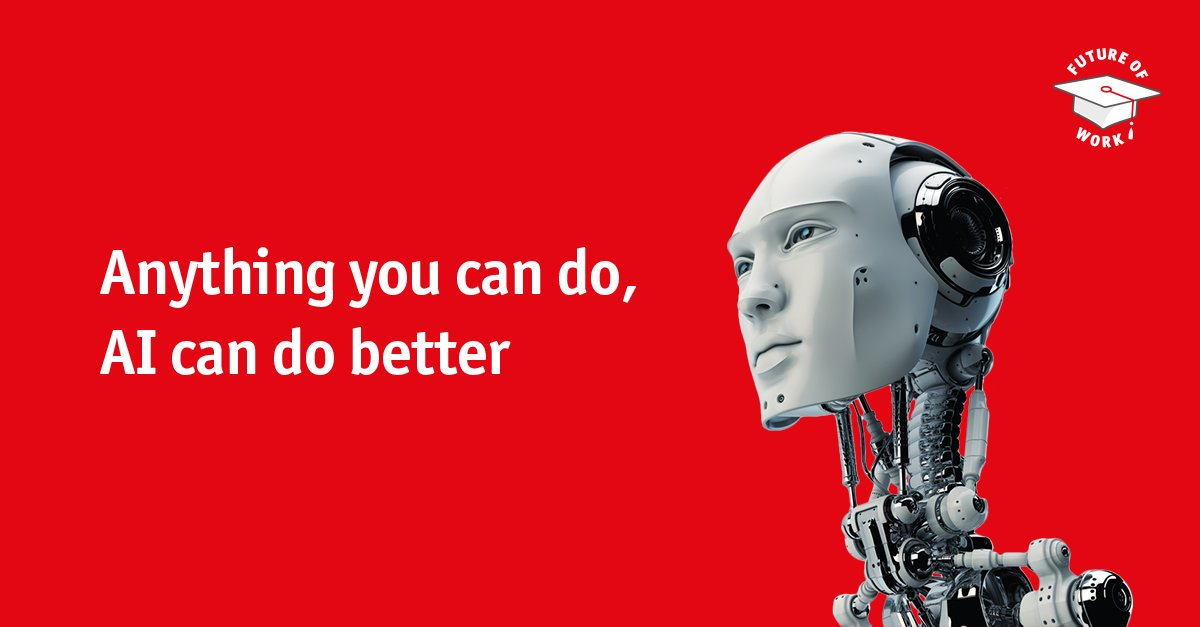 FUTURE OF
WORK
Anything you can do,
AI can do better